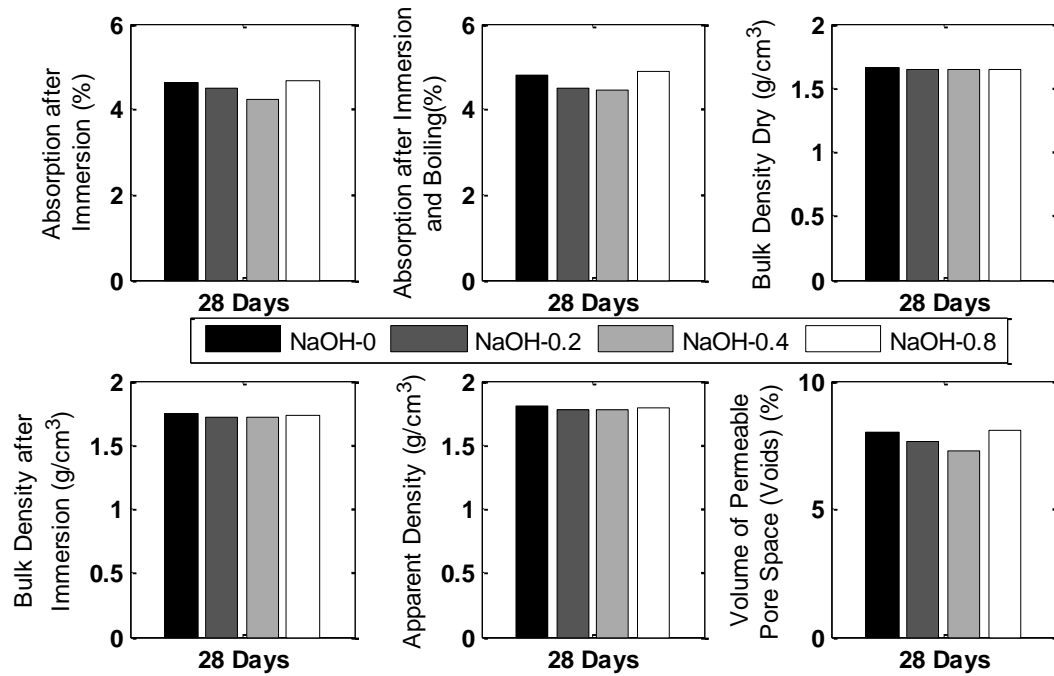 Absorption after
Immersion (%)
6
4
2
0
28 Days
Absorption after Immersion
and Boiling(%)
6
4
2
0
28 Days
Bulk Density Dry (g/cm³)
2
1.5
1
0.5
0
28 Days
NaOH-0 NaOH-0.2 NaOH-0.4 NaOH-0.8
Bulk Density after
Immersion (g/cm³)
2
1.5
1
0.5
0
28 Days
Apparent Density (g/cm³)
2
1.5
1
0.5
0
28 Days
Volume of Permeable
Pore Space (Voids) (%)
10
5
0
28 Days